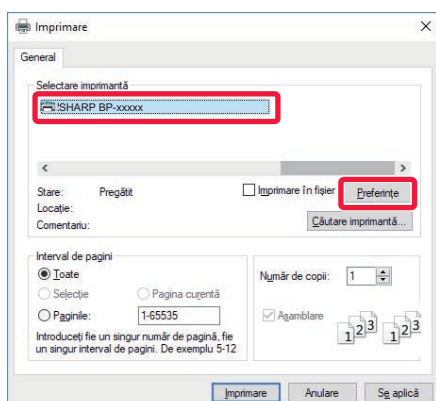 Imprimare
General
Selectare imprimantă
!SHARP BP-xxxxx
Stare: Pregătit
Imprimare în fișier
Preferințe
Locație:
Comentariu:
Căutare imprimantă...
Interval de pagini
Toate
Selecție
Pagina curentă
Paginile:
1-65535
Introduceți fie un singur număr de pagină, fie
un singur interval de pagini. De exemplu 5-12
Număr de copii: 1
Asamblare
1 2 3 1 2 3
Imprimare
Anulare
Se aplică